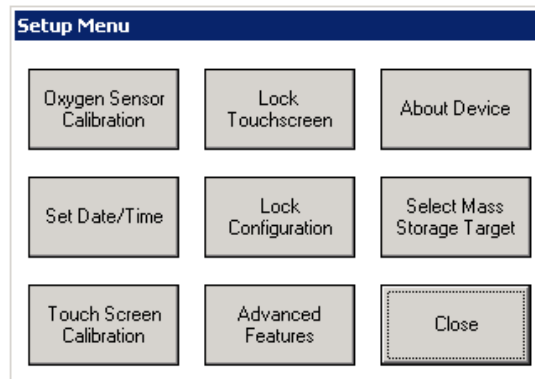 Setup Menu
Oxygen Sensor
Calibration
Lock
Touchscreen
About Device
Set Date/Time
Lock
Configuration
Select Mass
Storage Target
Touch Screen
Calibration
Advanced
Features
Close